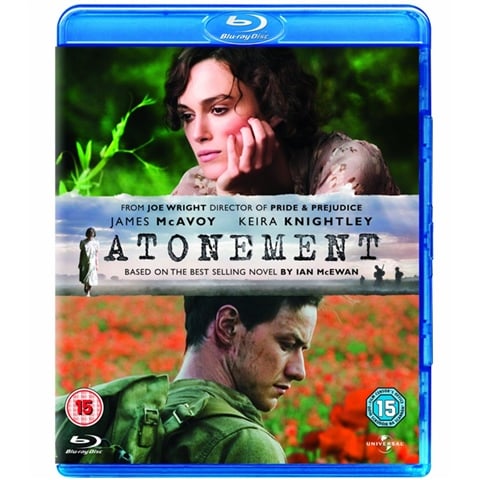 Blu-ray Disc
FROM JOE WRIGHT DIRECTOR OF PRIDE & PREJUDICE
JAMES McAVOY KEIRA KNIGHTLEY
ATONEMENT
BASED ON THE BEST SELLING NOVEL BY IAN McEWAN
15
15
Blu-ray Disc
UNIVERSAL